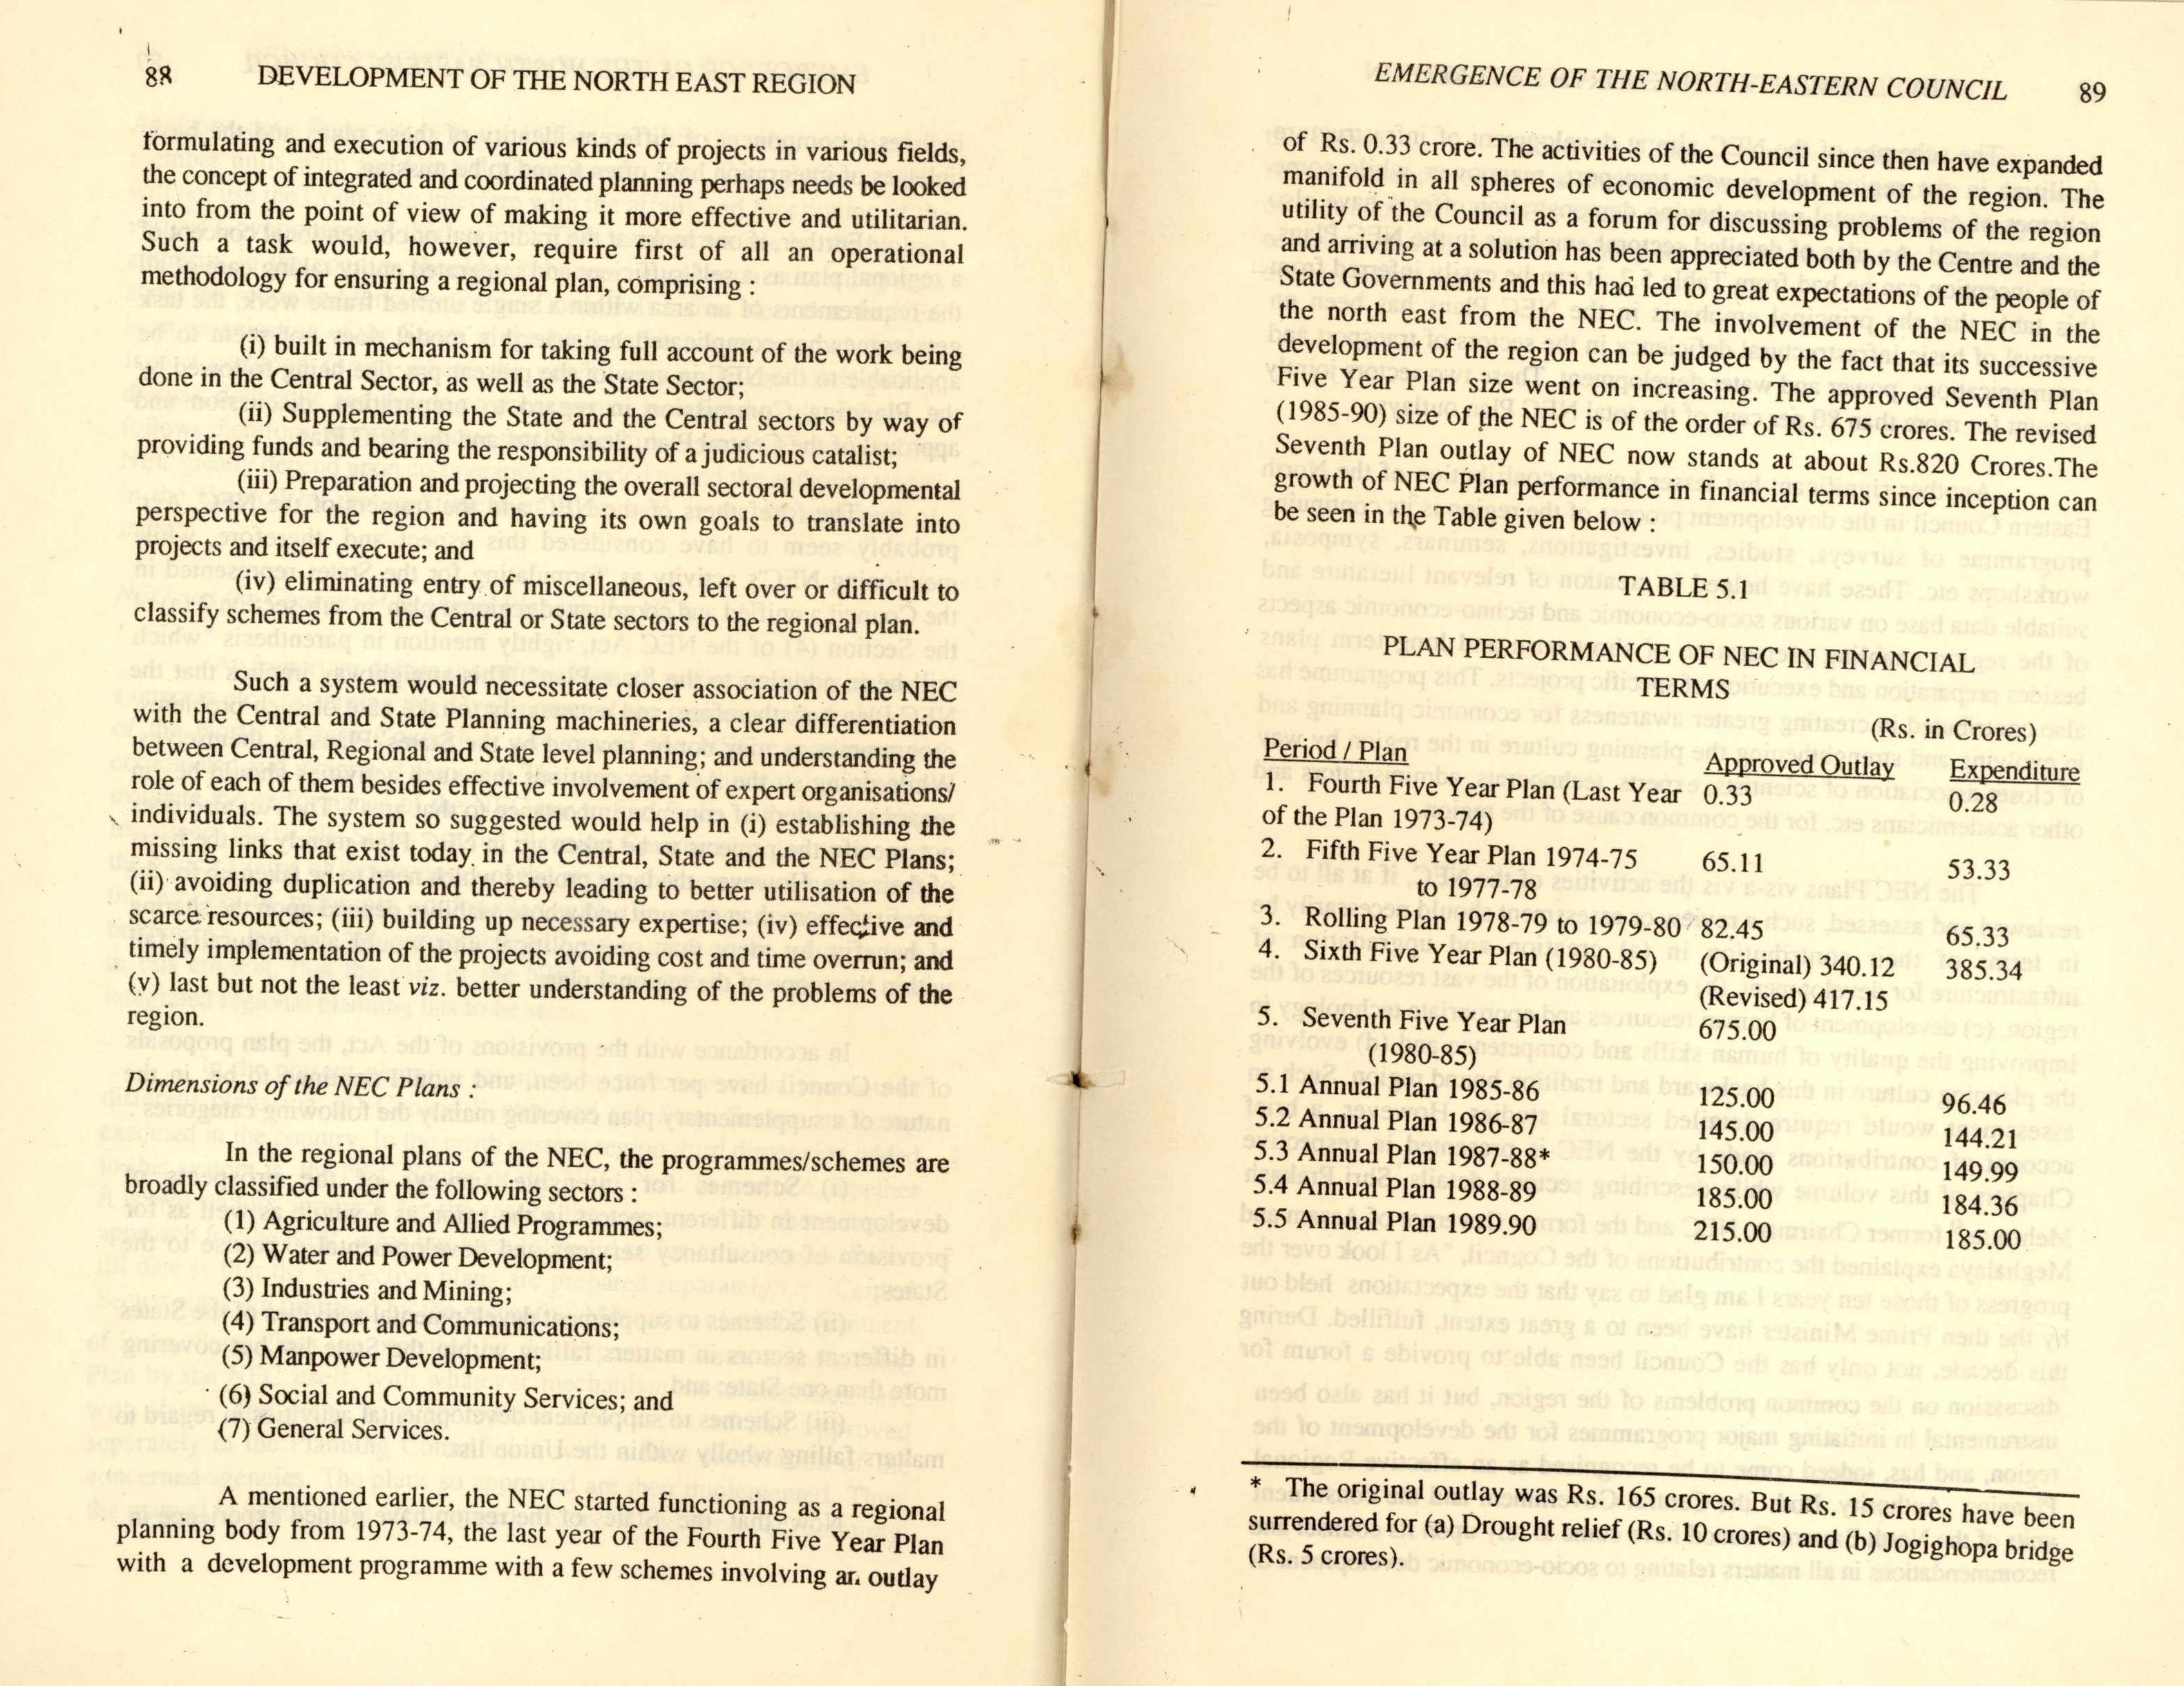 88 DEVELOPMENT OF THE NORTH EAST REGION
formulating and execution of various kinds of projects in various fields,
the concept of integrated and coordinated planning perhaps needs be looked
into from the point of view of making it more effective and utilitarian.
Such a task would, however, require first of all an operational
methodology for ensuring a regional plan, comprising :
(i) built in mechanism for taking full account of the work being
done in the Central Sector, as well as the State Sector;
(ii) Supplementing the State and the Central sectors by way of
providing funds and bearing the responsibility of a judicious catalist;
(iii) Preparation and projecting the overall sectoral developmental
perspective for the region and having its own goals to translate into
projects and itself execute; and
(iv) eliminating entry of miscellaneous, left over or difficult to
classify schemes from the Central or State sectors to the regional plan.
Such a system would necessitate closer association of the NEC
with the Central and State Planning machineries, a clear differentiation
between Central, Regional and State level planning; and understanding the
role of each of them besides effective involvement of expert organisations/
individuals. The system so suggested would help in (i) establishing the
missing links that exist today in the Central, State and the NEC Plans;
(ii) avoiding duplication and thereby leading to better utilisation of the
scarce resources; (iii) building up necessary expertise; (iv) effective and
timely implementation of the projects avoiding cost and time overrun; and
(v) last but not the least viz. better understanding of the problems of the
region.
Dimensions of the NEC Plans :
In the regional plans of the NEC, the programmes/schemes are
broadly classified under the following sectors :
(1) Agriculture and Allied Programmes;
(2) Water and Power Development;
(3) Industries and Mining;
(4) Transport and Communications;
(5) Manpower Development;
(6) Social and Community Services; and
(7) General Services.
A mentioned earlier, the NEC started functioning as a regional
planning body from 1973-74, the last year of the Fourth Five Year Plan
with a development programme with a few schemes involving an outlay
EMERGENCE OF THE NORTH-EASTERN COUNCIL 89
of Rs. 0.33 crore. The activities of the Council since then have expanded
manifold in all spheres of economic development of the region. The
utility of the Council as a forum for discussing problems of the region
and arriving at a solution has been appreciated both by the Centre and the
State Governments and this had led to great expectations of the people of
the north east from the NEC. The involvement of the NEC in the
development of the region can be judged by the fact that its successive
Five Year Plan size went on increasing. The approved Seventh Plan
(1985-90) size of the NEC is of the order of Rs. 675 crores. The revised
Seventh Plan outlay of NEC now stands at about Rs.820 Crores.The
growth of NEC Plan performance in financial terms since inception can
be seen in the Table given below :
TABLE 5.1
PLAN PERFORMANCE OF NEC IN FINANCIAL
TERMS
(Rs. in Crores)
Period / Plan Approved Outlay Expenditure
1. Fourth Five Year Plan (Last Year 0.33 0.28
of the Plan 1973-74)
2. Fifth Five Year Plan 1974-75 65.11 53.33
to 1977-78
3. Rolling Plan 1978-79 to 1979-80 82.45 65.33
4. Sixth Five Year Plan (1980-85) (Original) 340.12 385.34
(Revised) 417.15
5. Seventh Five Year Plan 675.00
(1980-85)
5.1 Annual Plan 1985-86 125.00 96.46
5.2 Annual Plan 1986-87 145.00 144.21
5.3 Annual Plan 1987-88* 150.00 149.99
5.4 Annual Plan 1988-89 185.00 184.36
5.5 Annual Plan 1989.90 215.00 185.00
* The original outlay was Rs. 165 crores. But Rs. 15 crores have been
surrendered for (a) Drought relief (Rs. 10 crores) and (b) Jogighopa bridge
(Rs. 5 crores).